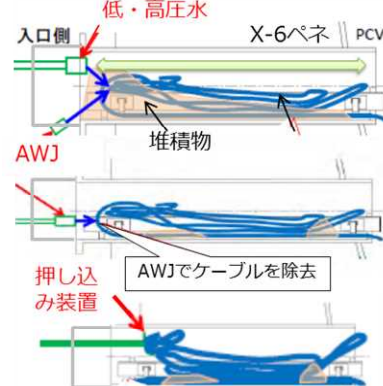 低・高圧水
入口側
X-6ペネ
PCV
堆積物
AWJ
AWJでケーブルを除去
押し込
み装置